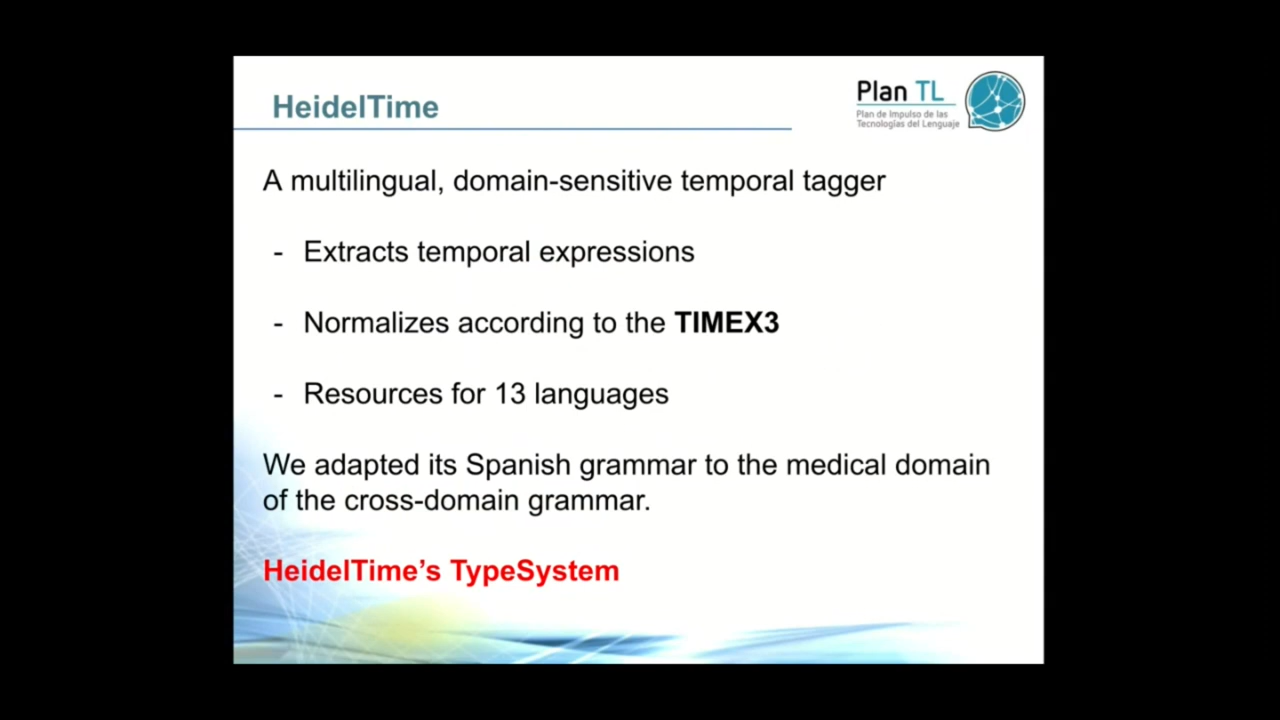 HeidelTime
Plan TL
Plan de Impulso de las
Tecnologías del Lenguaje
A multilingual, domain-sensitive temporal tagger
- Extracts temporal expressions
- Normalizes according to the TIMEX3
- Resources for 13 languages
We adapted its Spanish grammar to the medical domain
of the cross-domain grammar.
HeidelTime’s TypeSystem